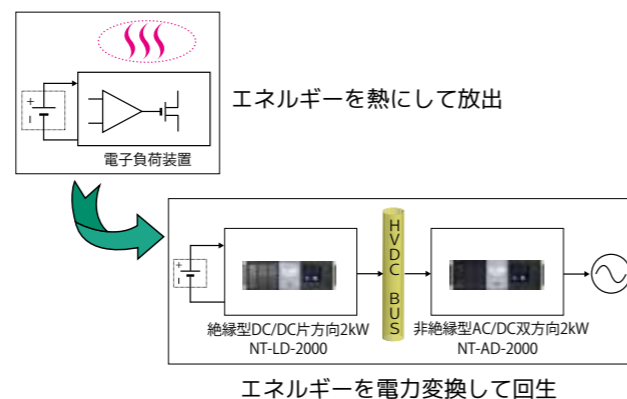 エネルギーを熱にして放出
+
−
電子負荷装置
+
−
HVDC BUS
絶縁型DC/DC片方向2kW
NT-LD-2000
非絶縁型AC/DC双方向2kW
NT-AD-2000
エネルギーを電力変換して回生